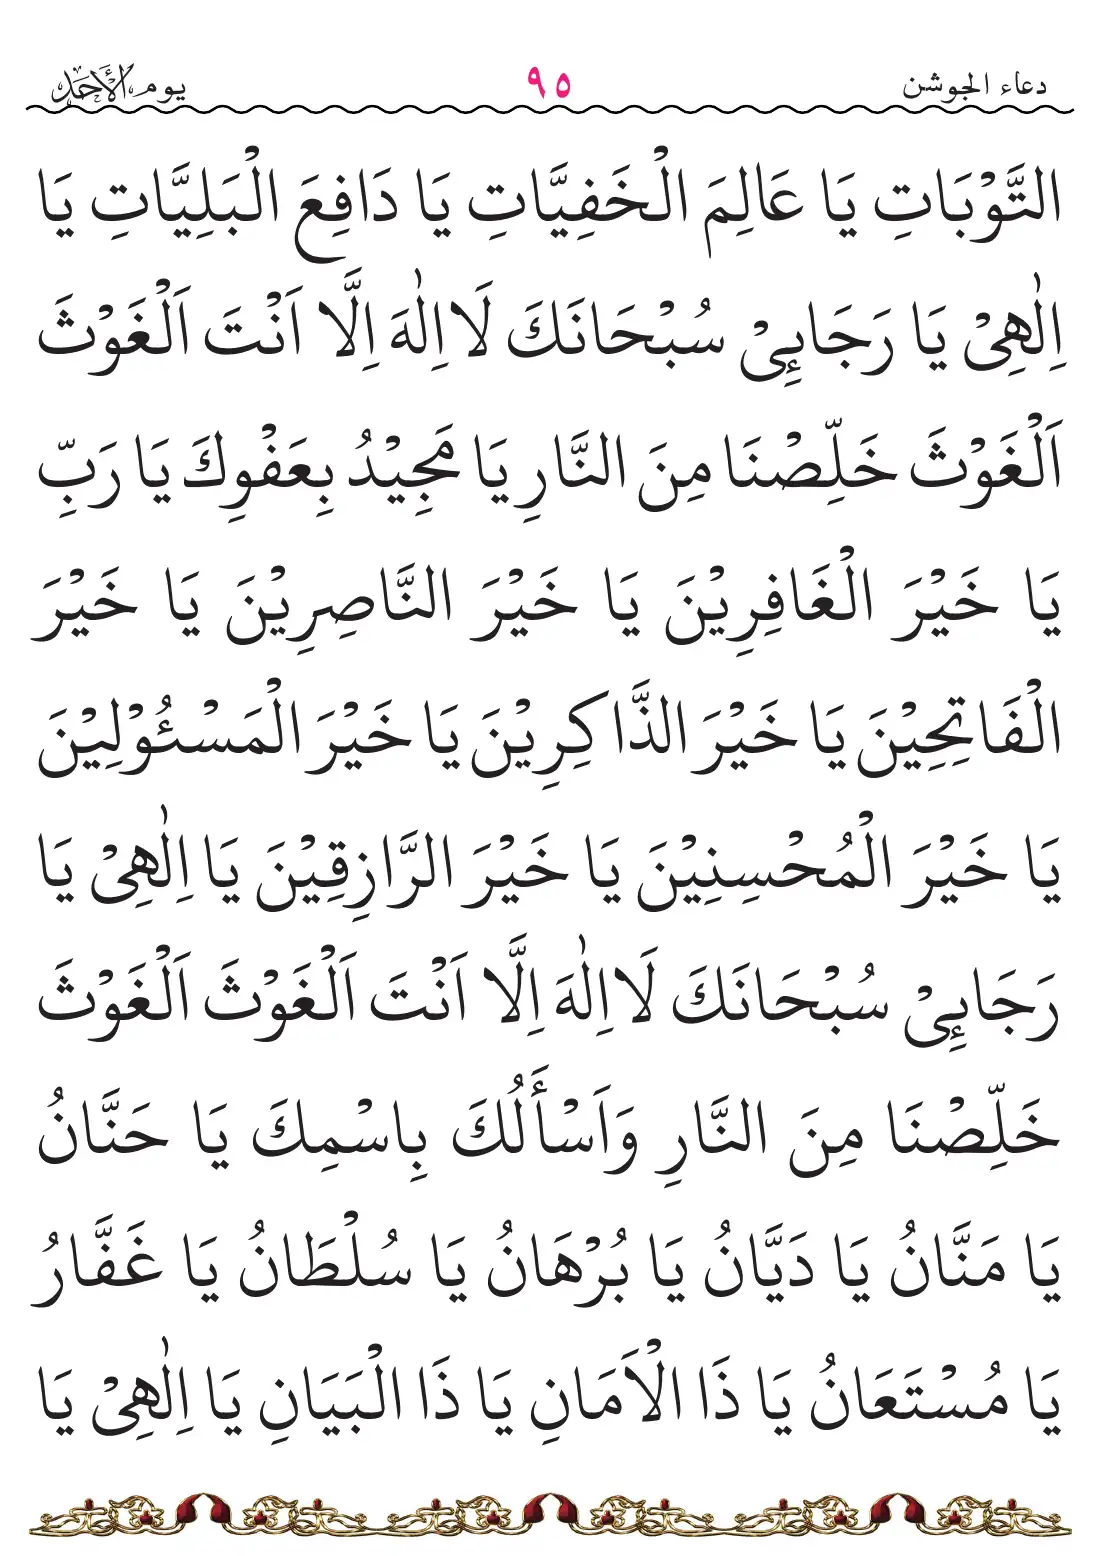 دعاء الجوشن ٩٥ يوم الأَحَدِ
التَّوْبَاتِ يَا عَالِمَ الْخَفِيَّاتِ يَا دَافِعَ الْبَلِيَّاتِ يَا
اِلٰهِىْ يَا رَجَائِىْ سُبْحَانَكَ لَا اِلٰهَ اِلَّا اَنْتَ اَلْغَوْثَ
اَلْغَوْثَ خَلِّصْنَا مِنَ النَّارِ يَا مَجِيْدُ بِعَفْوِكَ يَا رَبِّ
يَا خَيْرَ الْغَافِرِيْنَ يَا خَيْرَ النَّاصِرِيْنَ يَا خَيْرَ
الْفَاتِحِيْنَ يَا خَيْرَ الذَّاكِرِيْنَ يَا خَيْرَ الْمَسْئُوْلِيْنَ
يَا خَيْرَ الْمُحْسِنِيْنَ يَا خَيْرَ الرَّازِقِيْنَ يَا اِلٰهِىْ يَا
رَجَائِىْ سُبْحَانَكَ لَا اِلٰهَ اِلَّا اَنْتَ اَلْغَوْثَ اَلْغَوْثَ
خَلِّصْنَا مِنَ النَّارِ وَاَسْأَلُكَ بِاسْمِكَ يَا حَنَّانُ
يَا مَنَّانُ يَا دَيَّانُ يَا بُرْهَانُ يَا سُلْطَانُ يَا غَفَّارُ
يَا مُسْتَعَانُ يَا ذَا الْاَمَانِ يَا ذَا الْبَيَانِ يَا اِلٰهِىْ يَا